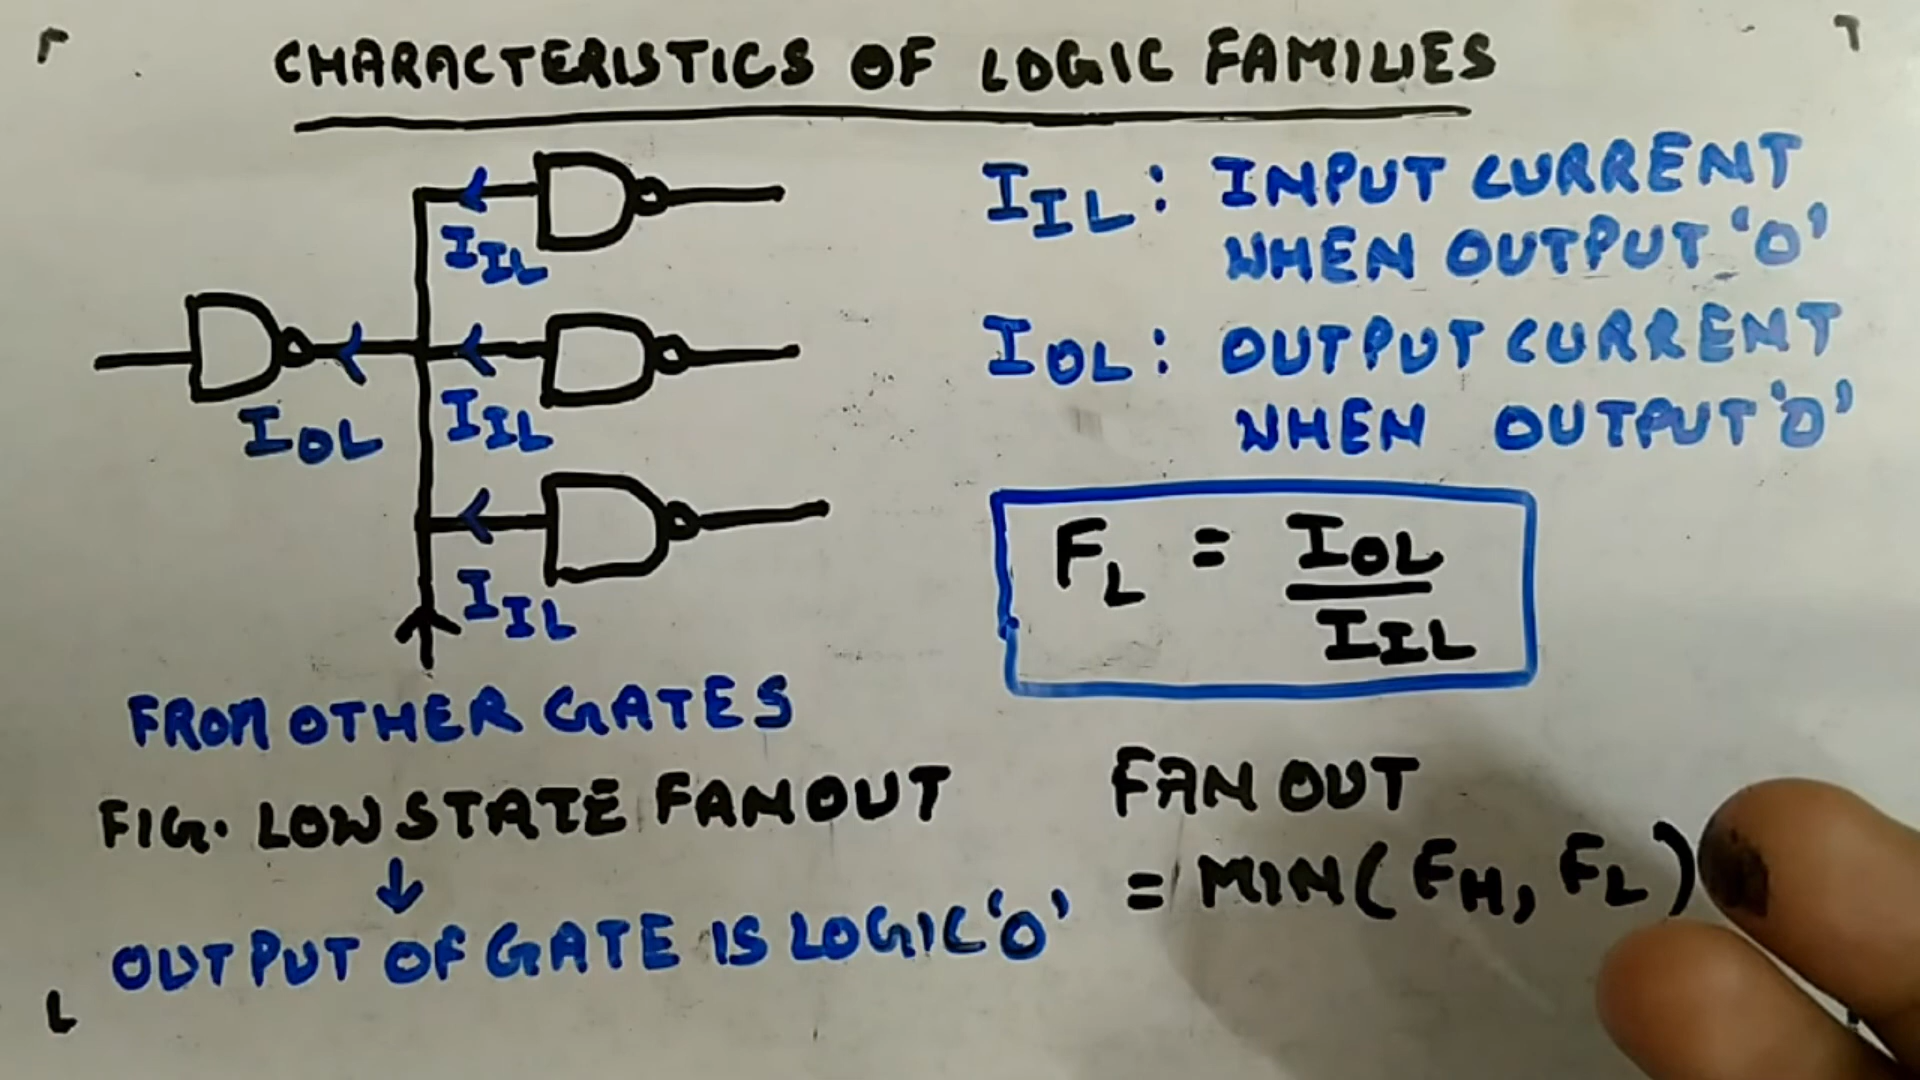 CHARACTERISTICS OF LOGIC FAMILIES
IIL
IOL
IIL
IIL
FROM OTHER GATES
FIG. LOW STATE FANOUT
↓
OUTPUT OF GATE IS LOGIC '0'
IIL : INPUT CURRENT
WHEN OUTPUT '0'
IOL : OUTPUT CURRENT
WHEN OUTPUT '0'
FL = IOL
IIL
FAN OUT
= MIN(FH, FL)